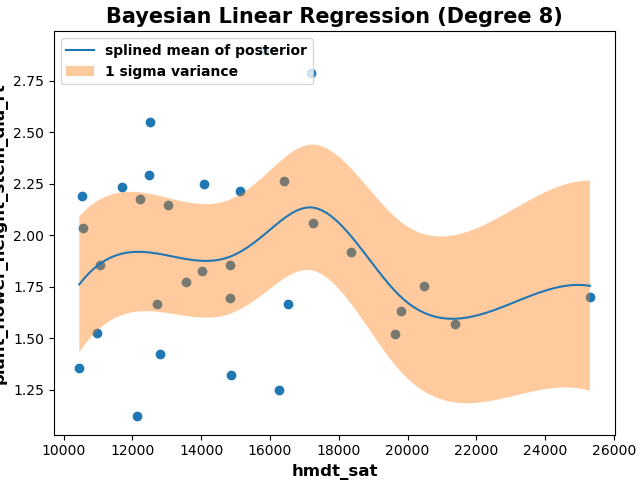 Bayesian Linear Regression (Degree 8)
splined mean of posterior
1 sigma variance
2.75
2.50
2.25
2.00
1.75
1.50
1.25
10000 12000 14000 16000 18000 20000 22000 24000 26000
hmdt_sat